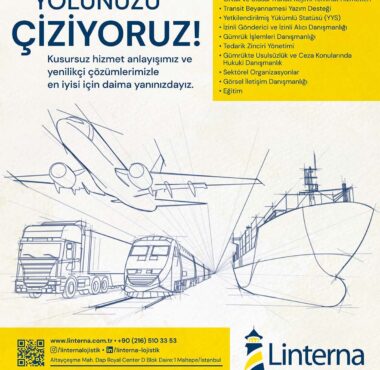 YOLUNUZU
ÇİZİYORUZ!
Kusursuz hizmet anlayışımız ve
yenilikçi çözümlerimizle
en iyisi için daima yanınızdayız.
• Transit Beyannamesi Yazım Desteği
• Yetkilendirilmiş Yükümlü Statüsü (YYS)
• İzinli Gönderici ve İzinli Alıcı Danışmanlığı
• Gümrük İşlemleri Danışmanlığı
• Tedarik Zinciri Yönetimi
• Gümrükte Usulsüzlük ve Ceza Konularında
Hukuki Danışmanlık
• Sektörel Organizasyonlar
• Görsel İletişim Danışmanlığı
• Eğitim
www.linterna.com.tr • +90 (216) 510 33 53
/linternalojistik /linterna-lojistik
Altayçeşme Mah. Dap Royal Center D Blok Daire: 1 Maltepe/İstanbul
Linterna